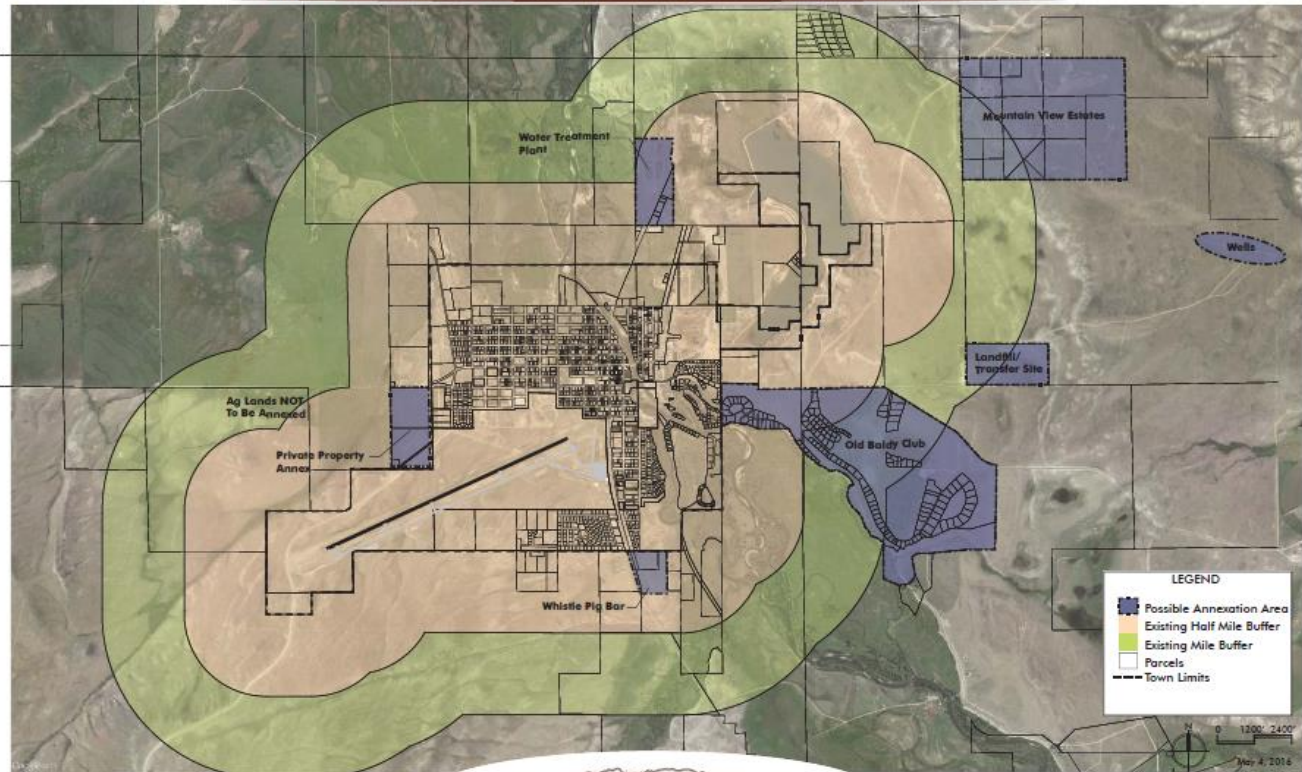 Water Treatment
Plant
Mountain View Estates
Wells
Landfill/
Transfer Site
Ag Lands NOT
To Be Annexed
Old Baldy Club
Private Property
Annex
Whistle Pig Bar
LEGEND
Possible Annexation Area
Existing Half Mile Buffer
Existing Mile Buffer
Parcels
Town Limits
N
0 1200' 2400'
May 4, 2016